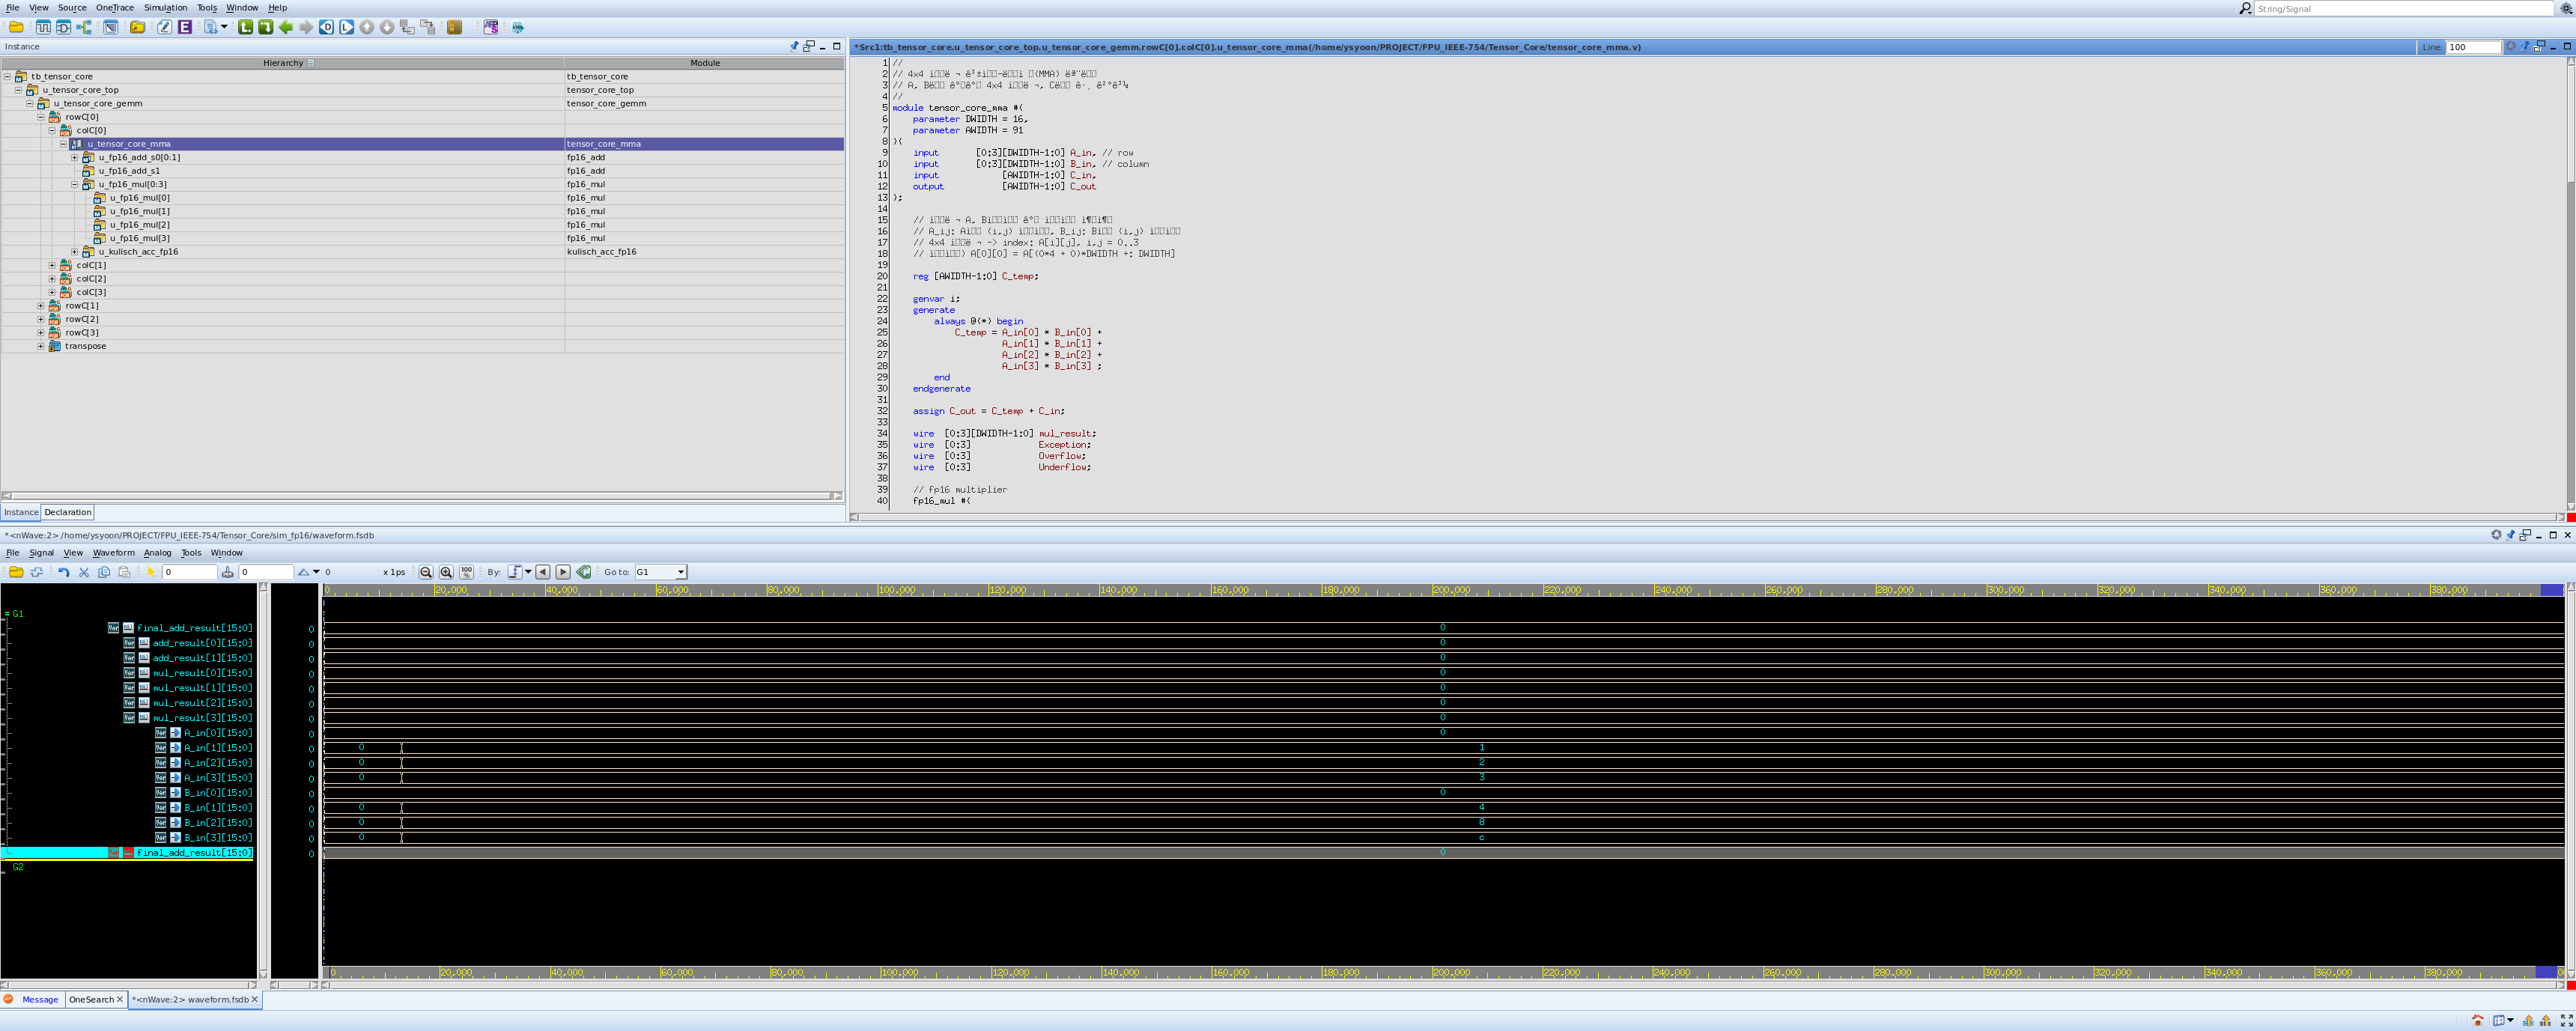 File View Source OneTrace Simulation Tools Window Help
String/Signal
Instance
Hierarchy Module
tb_tensor_core tb_tensor_core
u_tensor_core_top tensor_core_top
u_tensor_core_gemm tensor_core_gemm
rowC[0]
colC[0]
u_tensor_core_mma tensor_core_mma
u_fp16_add_s0[0:1] fp16_add
u_fp16_add_s1 fp16_add
u_fp16_mul[0:3] fp16_mul
u_fp16_mul[0] fp16_mul
u_fp16_mul[1] fp16_mul
u_fp16_mul[2] fp16_mul
u_fp16_mul[3] fp16_mul
u_kulisch_acc_fp16 kulisch_acc_fp16
colC[1]
colC[2]
colC[3]
rowC[1]
rowC[2]
rowC[3]
transpose
Instance Declaration
*Src1:tb_tensor_core.u_tensor_core_top.u_tensor_core_gemm.rowC[0].colC[0].u_tensor_core_mma(/home/ysyoon/PROJECT/FPU_IEEE-754/Tensor_Core/tensor_core_mma.v)
Line: 100
1 //
2 // 4x4 (MMA)
3 // A, 4x4
4 //
5 module tensor_core_mma #(
6 parameter DWIDTH = 16,
7 parameter AWIDTH = 91
8 )(
9 input [0:3][DWIDTH-1:0] A_in, // row
10 input [0:3][DWIDTH-1:0] B_in, // column
11 input [AWIDTH-1:0] C_in,
12 output [AWIDTH-1:0] C_out
13 );
14
15 // A,
16 // A_ij: (i,j) B_ij: (i,j)
17 // 4x4 -> index: A[i][j], i,j = 0..3
18 // ) A[0][0] = A[(0*4 + 0)*DWIDTH +: DWIDTH]
19
20 reg [AWIDTH-1:0] C_temp;
21
22 genvar i;
23 generate
24 always @(*) begin
25 C_temp = A_in[0] * B_in[0] +
26 A_in[1] * B_in[1] +
27 A_in[2] * B_in[2] +
28 A_in[3] * B_in[3] ;
29 end
30 endgenerate
31
32 assign C_out = C_temp + C_in;
33
34 wire [0:3][DWIDTH-1:0] mul_result;
35 wire [0:3] Exception;
36 wire [0:3] Overflow;
37 wire [0:3] Underflow;
38
39 // fp16 multiplier
40 fp16_mul #(
*<nWave:2> /home/ysyoon/PROJECT/FPU_IEEE-754/Tensor_Core/sim_fp16/waveform.fsdb
File Signal View Waveform Analog Tools Window
0 0 0 x 1ps 100% By: Go to: G1
0 20,000 40,000 60,000 80,000 100,000 120,000 140,000 160,000 180,000 200,000 220,000 240,000 260,000 280,000 300,000 320,000 340,000 360,000 380,000
G1
final_add_result[15:0] 0 0
add_result[0][15:0] 0 0
add_result[1][15:0] 0 0
mul_result[0][15:0] 0 0
mul_result[1][15:0] 0 0
mul_result[2][15:0] 0 0
mul_result[3][15:0] 0 0
A_in[0][15:0] 0 0
A_in[1][15:0] 0 0 1
A_in[2][15:0] 0 0 2
A_in[3][15:0] 0 0 3
B_in[0][15:0] 0 0
B_in[1][15:0] 0 0 4
B_in[2][15:0] 0 0 8
B_in[3][15:0] 0 0 c
final_add_result[15:0] 0 0
G2
0 20,000 40,000 60,000 80,000 100,000 120,000 140,000 160,000 180,000 200,000 220,000 240,000 260,000 280,000 300,000 320,000 340,000 360,000 380,000
Message OneSearch *<nWave:2> waveform.fsdb